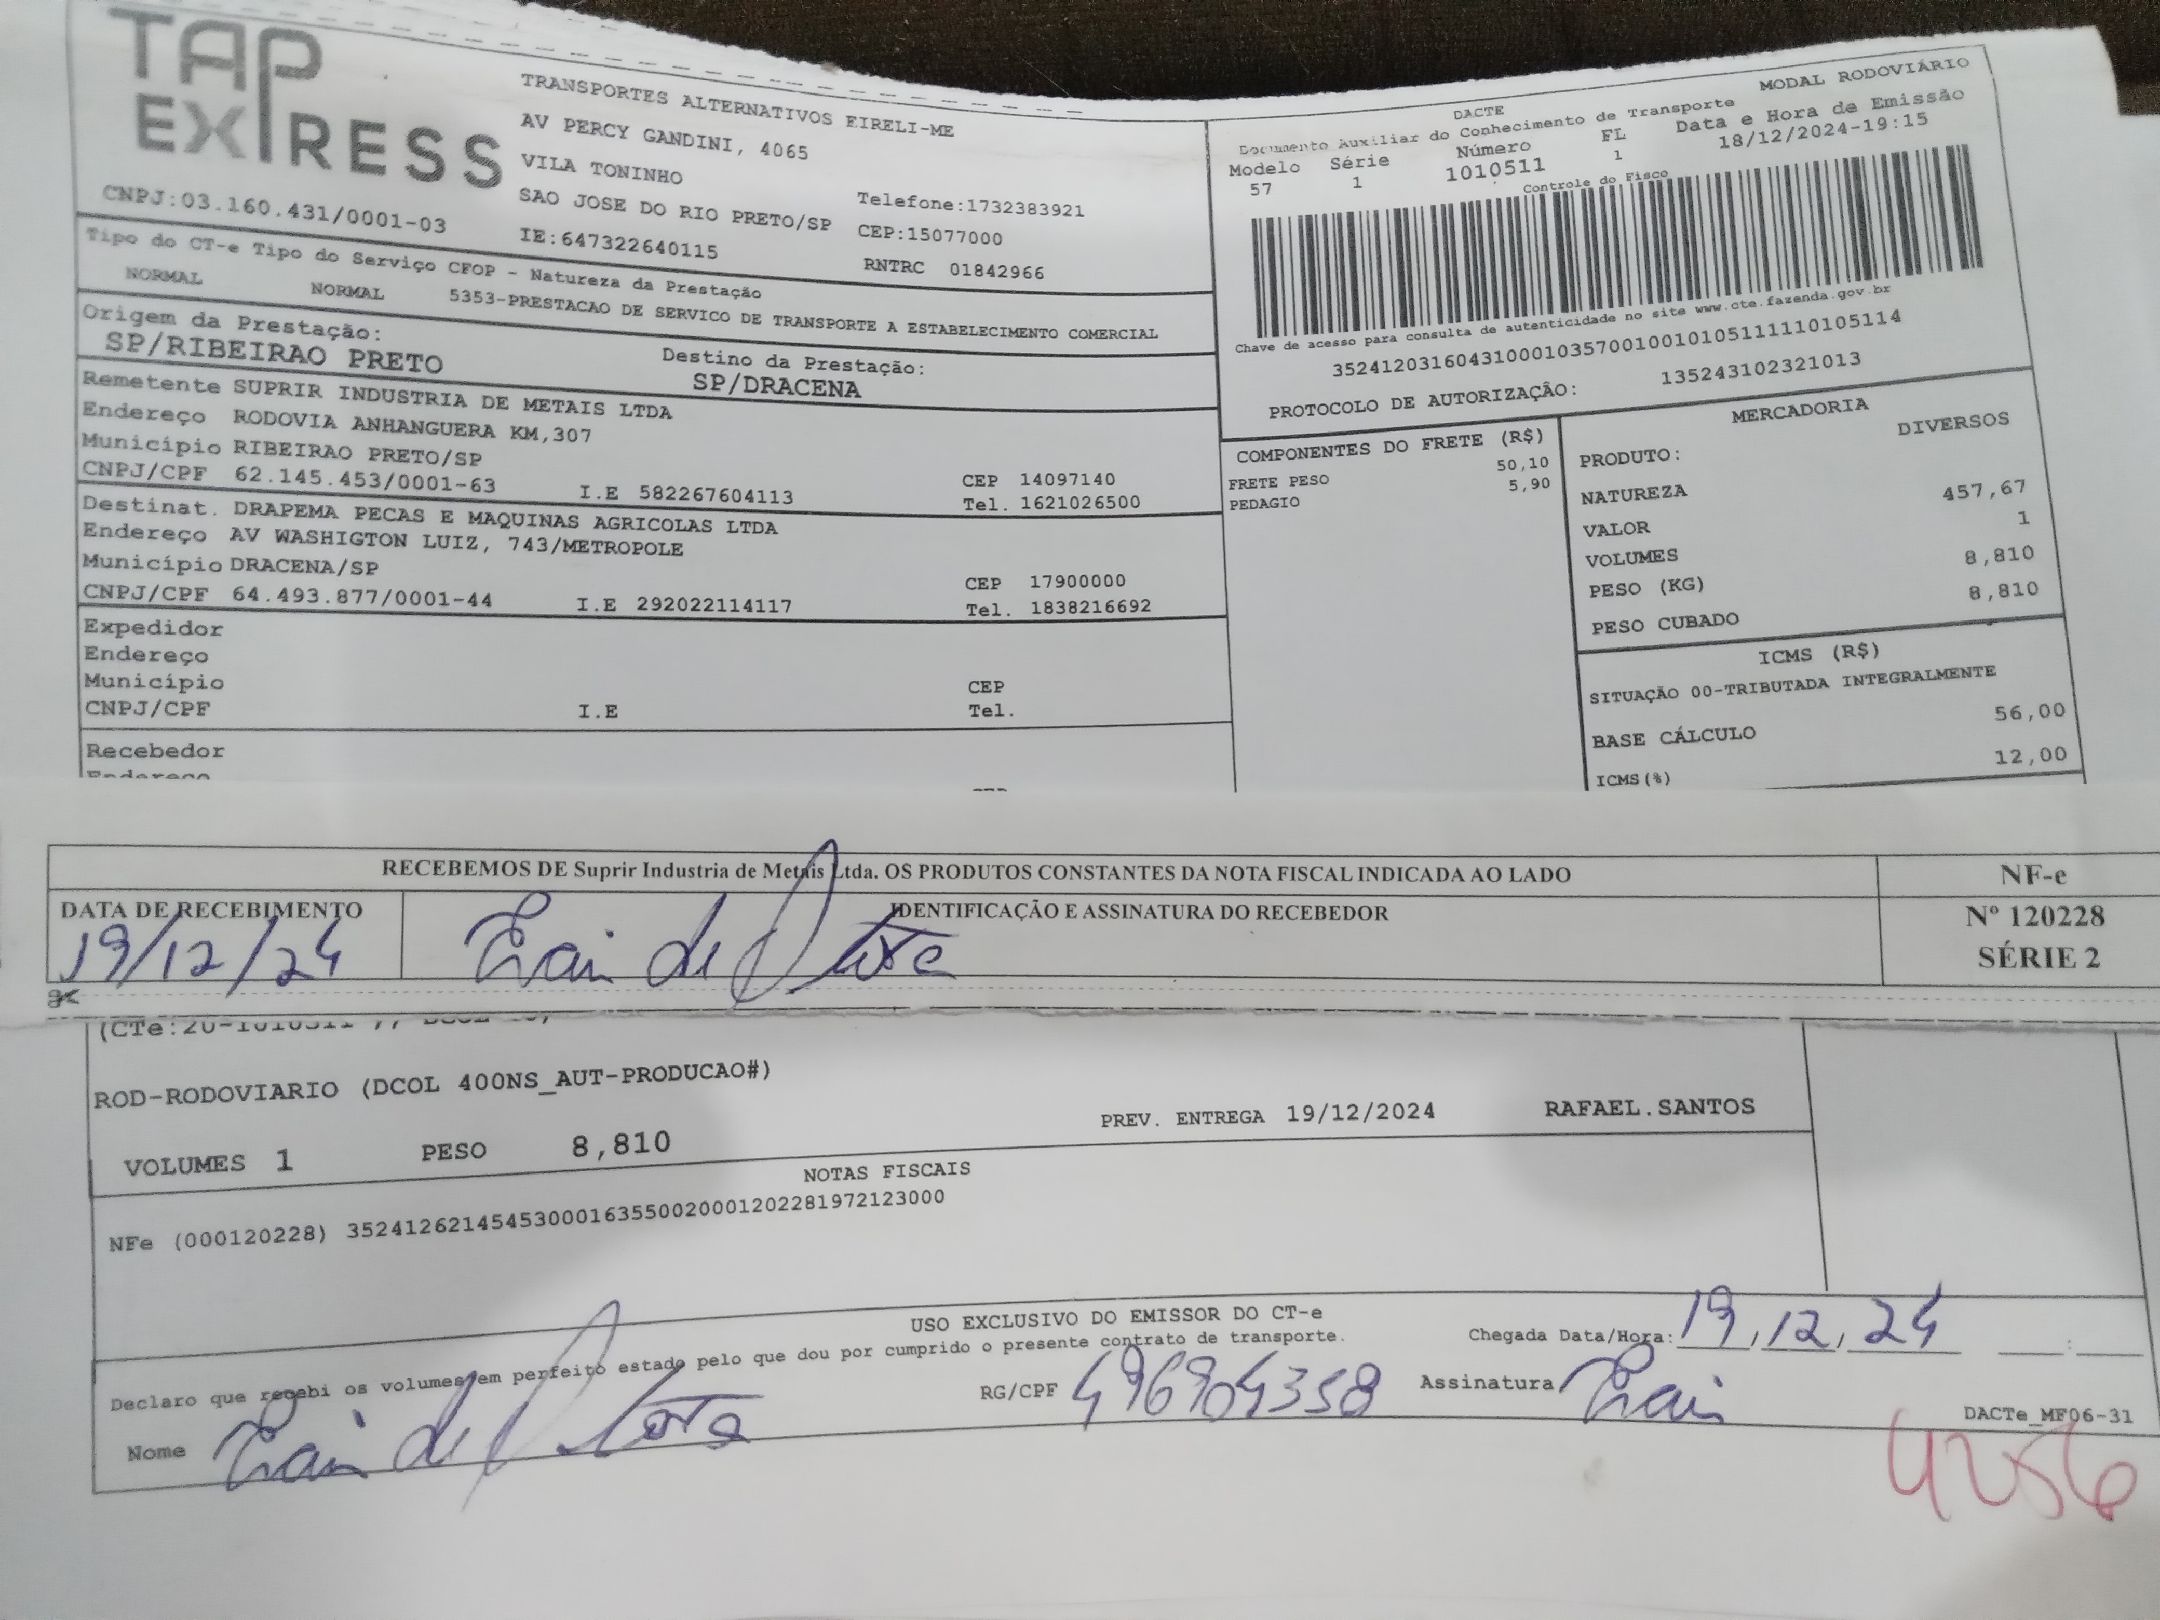 TAP
EXPRESS
CNPJ:03.160.431/0001-03
TRANSPORTES ALTERNATIVOS EIRELI-ME
AV PERCY GANDINI, 4065
VILA TONINHO
SAO JOSE DO RIO PRETO/SP
IE:647322640115
Telefone:1732383921
CEP:15077000
RNTRC 01842966
DACTE
MODAL RODOVIÁRIO
Documento Auxiliar do Conhecimento de Transporte
Modelo Série Número FL Data e Hora de Emissão
57 1 1010511 1 18/12/2024-19:15
Controle do Fisco
Chave de acesso para consulta de autenticidade no site www.cte.fazenda.gov.br
35241203160431000103570010010105111110105114
PROTOCOLO DE AUTORIZAÇÃO: 135243102321013
Tipo do CT-e Tipo do Serviço CFOP - Natureza da Prestação
NORMAL NORMAL 5353-PRESTACAO DE SERVICO DE TRANSPORTE A ESTABELECIMENTO COMERCIAL
Origem da Prestação: Destino da Prestação:
SP/RIBEIRAO PRETO SP/DRACENA
Remetente SUPRIR INDUSTRIA DE METAIS LTDA
Endereço RODOVIA ANHANGUERA KM,307
Município RIBEIRAO PRETO/SP CEP 14097140
CNPJ/CPF 62.145.453/0001-63 I.E 582267604113 Tel. 1621026500
Destinat. DRAPEMA PECAS E MAQUINAS AGRICOLAS LTDA
Endereço AV WASHIGTON LUIZ, 743/METROPOLE
Município DRACENA/SP CEP 17900000
CNPJ/CPF 64.493.877/0001-44 I.E 292022114117 Tel. 1838216692
Expedidor
Endereço
Município CEP
CNPJ/CPF I.E Tel.
Recebedor
Endereço
COMPONENTES DO FRETE (R$)
FRETE PESO 50,10
PEDAGIO 5,90
MERCADORIA
PRODUTO: DIVERSOS
NATUREZA
VALOR 457,67
VOLUMES 1
PESO (KG) 8,810
PESO CUBADO 8,810
ICMS (R$)
SITUAÇÃO 00-TRIBUTADA INTEGRALMENTE
BASE CÁLCULO 56,00
ICMS(%) 12,00
RECEBEMOS DE Suprir Industria de Metais Ltda. OS PRODUTOS CONSTANTES DA NOTA FISCAL INDICADA AO LADO
NF-e
DATA DE RECEBIMENTO IDENTIFICAÇÃO E ASSINATURA DO RECEBEDOR
Nº 120228
19/12/24
SÉRIE 2
ROD-RODOVIARIO (DCOL 400NS_AUT-PRODUCAO#)
PREV. ENTREGA 19/12/2024 RAFAEL.SANTOS
VOLUMES 1 PESO 8,810
NOTAS FISCAIS
NFe (000120228) 35241262145453000163550020001202281972123000
USO EXCLUSIVO DO EMISSOR DO CT-e
Declaro que recebi os volumes em perfeito estado pelo que dou por cumprido o presente contrato de transporte.
Chegada Data/Hora: 19,12,24 :
Nome
RG/CPF 496904358
Assinatura
DACTe_MF06-31
4256